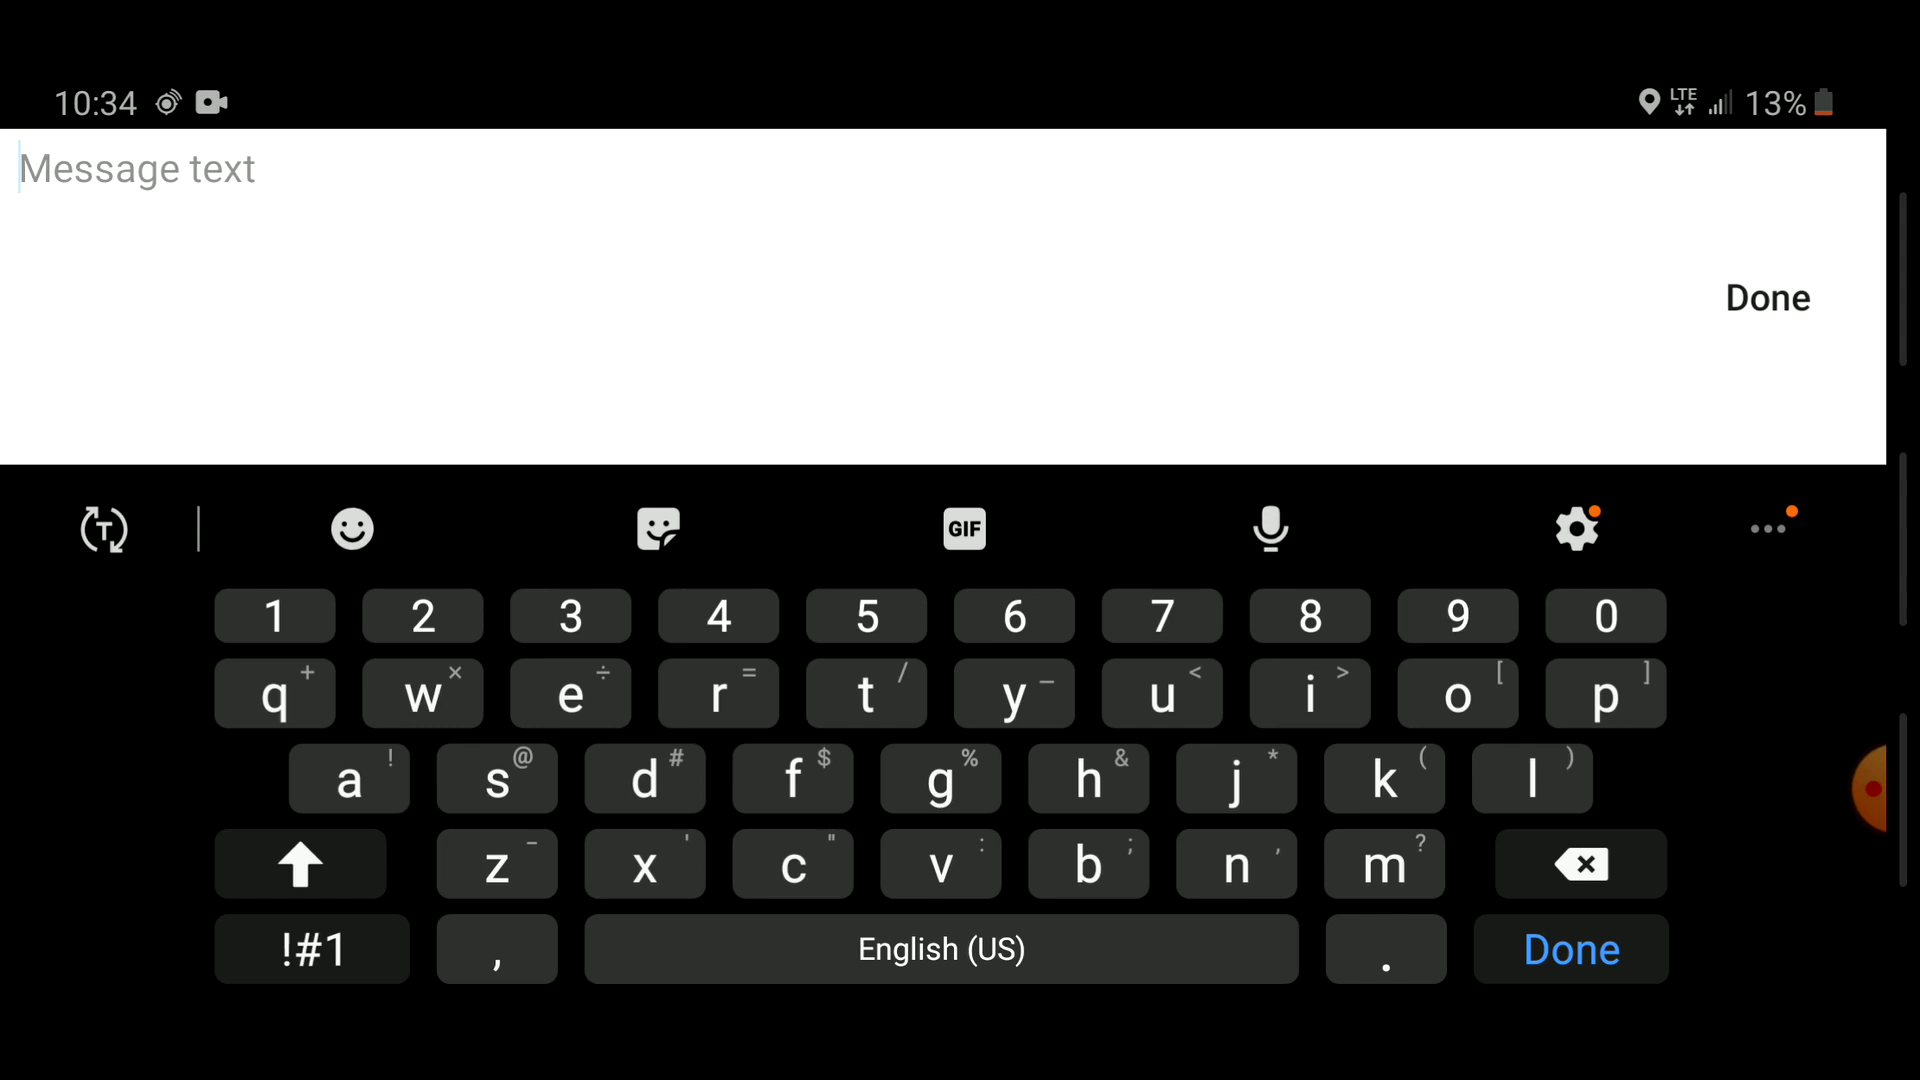 10:34 LTE 13%
Message text
Done
T GIF
1 2 3 4 5 6 7 8 9 0
q + w × e ÷ r = t / y _ u < i > o [ p ]
a ! s @ d # f $ g % h & j * k ( l )
z - x ' c " v : b ; n , m ?
!#1 , English (US) . Done